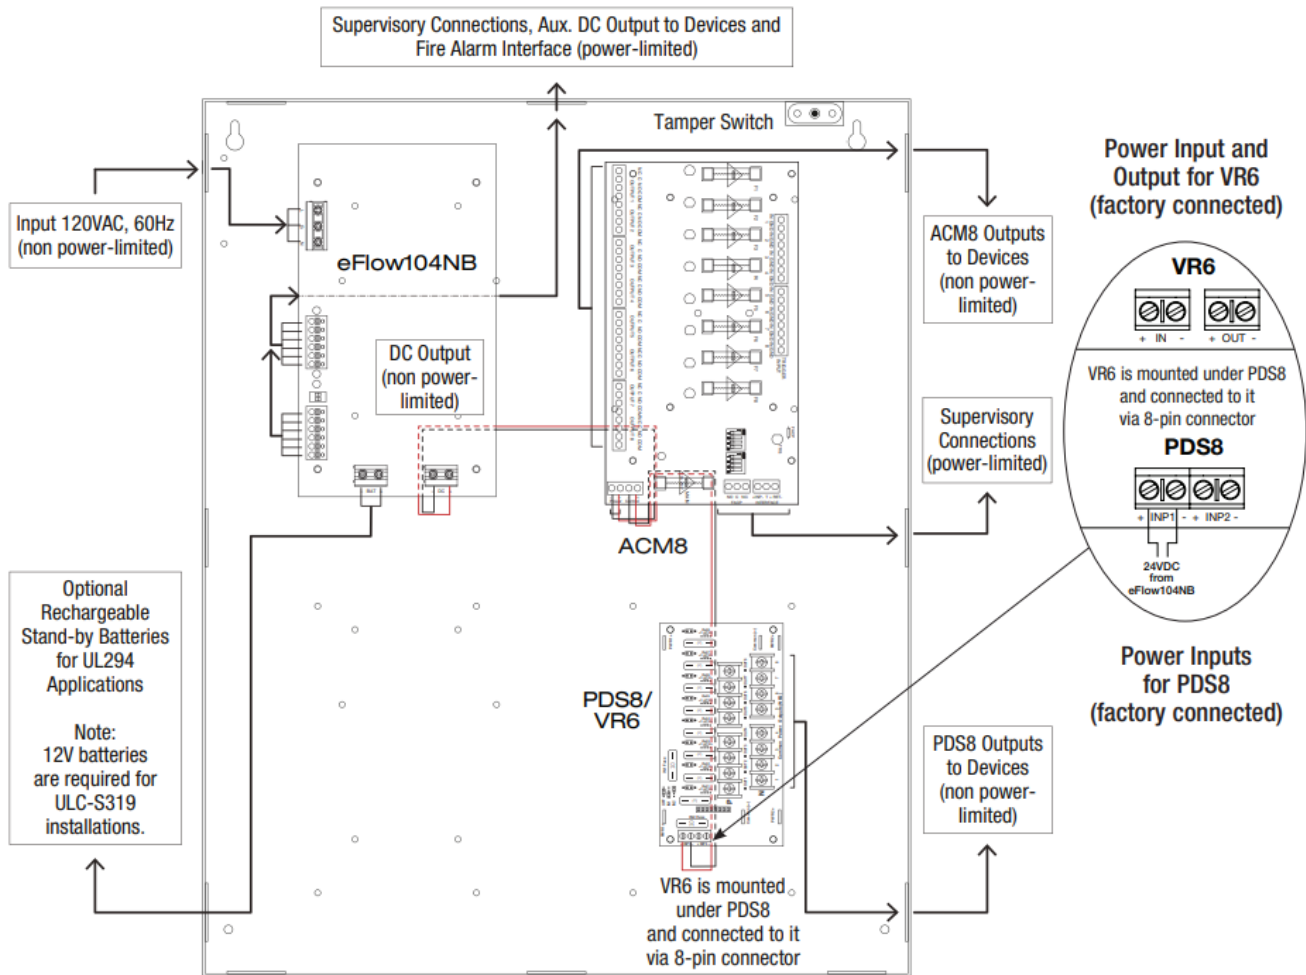 Supervisory Connections, Aux. DC Output to Devices and
Fire Alarm Interface (power-limited)
Tamper Switch
Input 120VAC, 60Hz
(non power-limited)
eFlow104NB
DC Output
(non power-
limited)
BAT
DC
ACM8
ACM8 Outputs
to Devices
(non power-
limited)
Supervisory
Connections
(power-limited)
Power Input and
Output for VR6
(factory connected)
VR6
+ IN - + OUT -
VR6 is mounted under PDS8
and connected to it
via 8-pin connector
PDS8
+ INP1 - + INP2 -
24VDC
from
eFlow104NB
Power Inputs
for PDS8
(factory connected)
Optional
Rechargeable
Stand-by Batteries
for UL294
Applications
Note:
12V batteries
are required for
ULC-S319
installations.
PDS8/
VR6
PDS8 Outputs
to Devices
(non power-
limited)
VR6 is mounted
under PDS8
and connected to it
via 8-pin connector